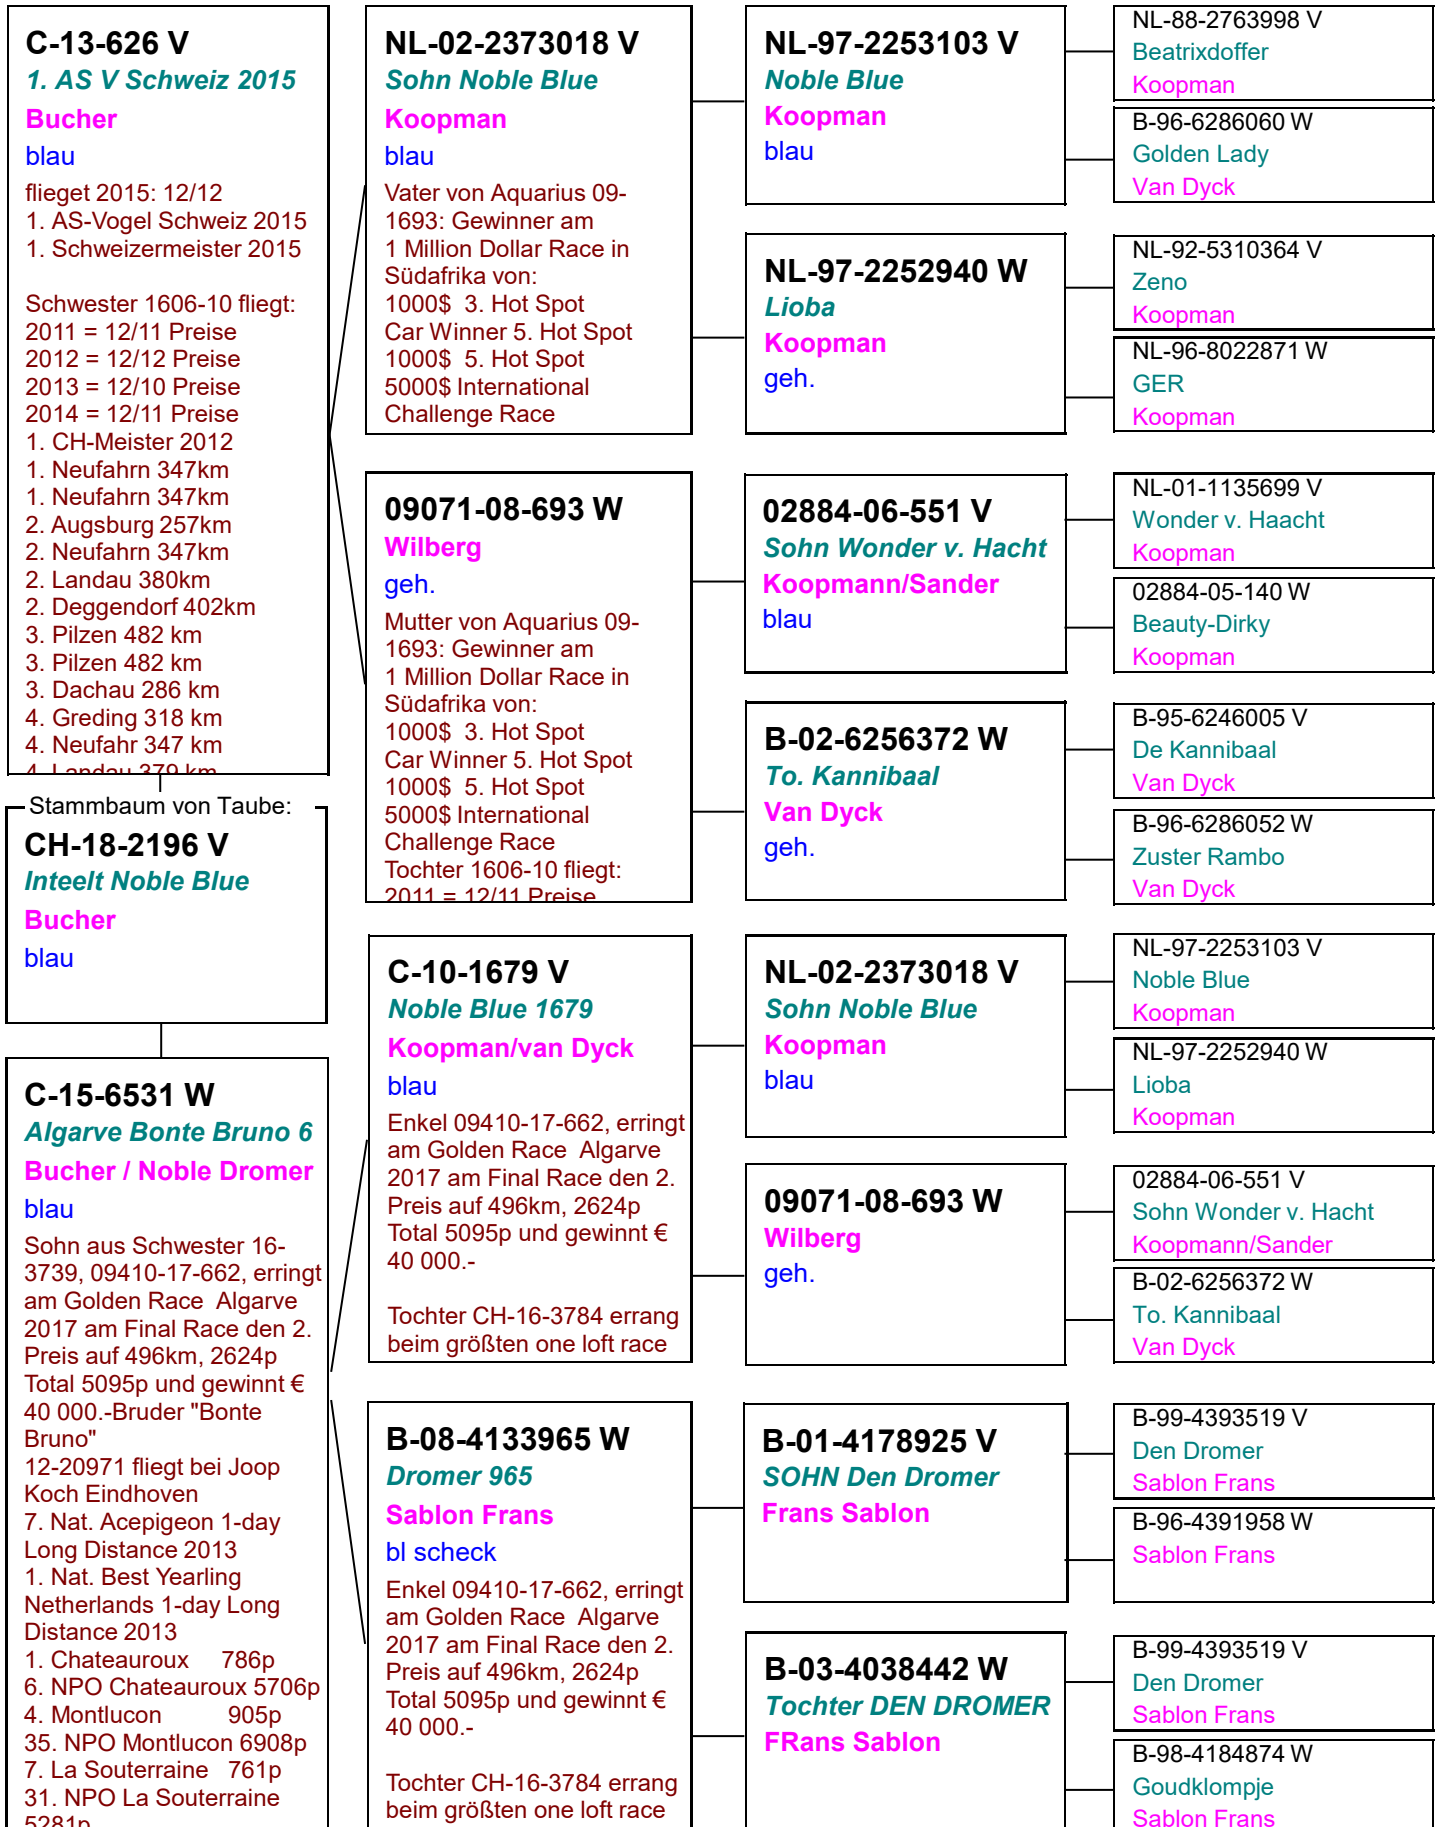 C-13-626 V
1. AS V Schweiz 2015
Bucher
blau
flieget 2015: 12/12
1. AS-Vogel Schweiz 2015
1. Schweizermeister 2015
Schwester 1606-10 fliegt:
2011 = 12/11 Preise
2012 = 12/12 Preise
2013 = 12/10 Preise
2014 = 12/11 Preise
1. CH-Meister 2012
1. Neufahrn 347km
1. Neufahrn 347km
2. Augsburg 257km
2. Neufahrn 347km
2. Landau 380km
2. Deggendorf 402km
3. Pilzen 482 km
3. Pilzen 482 km
3. Dachau 286 km
4. Greding 318 km
4. Neufahr 347 km
4. Landau 379 km
Stammbaum von Taube:
CH-18-2196 V
Inteelt Noble Blue
Bucher
blau
C-15-6531 W
Algarve Bonte Bruno 6
Bucher / Noble Dromer
blau
Sohn aus Schwester 16-
3739, 09410-17-662, erringt
am Golden Race Algarve
2017 am Final Race den 2.
Preis auf 496km, 2624p
Total 5095p und gewinnt €
40 000.-Bruder "Bonte
Bruno"
12-20971 fliegt bei Joop
Koch Eindhoven
7. Nat. Acepigeon 1-day
Long Distance 2013
1. Nat. Best Yearling
Netherlands 1-day Long
Distance 2013
1. Chateauroux 786p
6. NPO Chateauroux 5706p
4. Montlucon 905p
35. NPO Montlucon 6908p
7. La Souterraine 761p
31. NPO La Souterraine
5281p
NL-02-2373018 V
Sohn Noble Blue
Koopman
blau
Vater von Aquarius 09-
1693: Gewinner am
1 Million Dollar Race in
Südafrika von:
1000$ 3. Hot Spot
Car Winner 5. Hot Spot
1000$ 5. Hot Spot
5000$ International
Challenge Race
09071-08-693 W
Wilberg
geh.
Mutter von Aquarius 09-
1693: Gewinner am
1 Million Dollar Race in
Südafrika von:
1000$ 3. Hot Spot
Car Winner 5. Hot Spot
1000$ 5. Hot Spot
5000$ International
Challenge Race
Tochter 1606-10 fliegt:
2011 = 12/11 Preise
C-10-1679 V
Noble Blue 1679
Koopman/van Dyck
blau
Enkel 09410-17-662, erringt
am Golden Race Algarve
2017 am Final Race den 2.
Preis auf 496km, 2624p
Total 5095p und gewinnt €
40 000.-
Tochter CH-16-3784 errang
beim größten one loft race
B-08-4133965 W
Dromer 965
Sablon Frans
bl scheck
Enkel 09410-17-662, erringt
am Golden Race Algarve
2017 am Final Race den 2.
Preis auf 496km, 2624p
Total 5095p und gewinnt €
40 000.-
Tochter CH-16-3784 errang
beim größten one loft race
NL-97-2253103 V
Noble Blue
Koopman
blau
NL-97-2252940 W
Lioba
Koopman
geh.
02884-06-551 V
Sohn Wonder v. Hacht
Koopmann/Sander
blau
B-02-6256372 W
To. Kannibaal
Van Dyck
geh.
NL-02-2373018 V
Sohn Noble Blue
Koopman
blau
09071-08-693 W
Wilberg
geh.
B-01-4178925 V
SOHN Den Dromer
Frans Sablon
B-03-4038442 W
Tochter DEN DROMER
FRans Sablon
NL-88-2763998 V
Beatrixdoffer
Koopman
B-96-6286060 W
Golden Lady
Van Dyck
NL-92-5310364 V
Zeno
Koopman
NL-96-8022871 W
GER
Koopman
NL-01-1135699 V
Wonder v. Haacht
Koopman
02884-05-140 W
Beauty-Dirky
Koopman
B-95-6246005 V
De Kannibaal
Van Dyck
B-96-6286052 W
Zuster Rambo
Van Dyck
NL-97-2253103 V
Noble Blue
Koopman
NL-97-2252940 W
Lioba
Koopman
02884-06-551 V
Sohn Wonder v. Hacht
Koopmann/Sander
B-02-6256372 W
To. Kannibaal
Van Dyck
B-99-4393519 V
Den Dromer
Sablon Frans
B-96-4391958 W
Sablon Frans
B-99-4393519 V
Den Dromer
Sablon Frans
B-98-4184874 W
Goudklompje
Sablon Frans